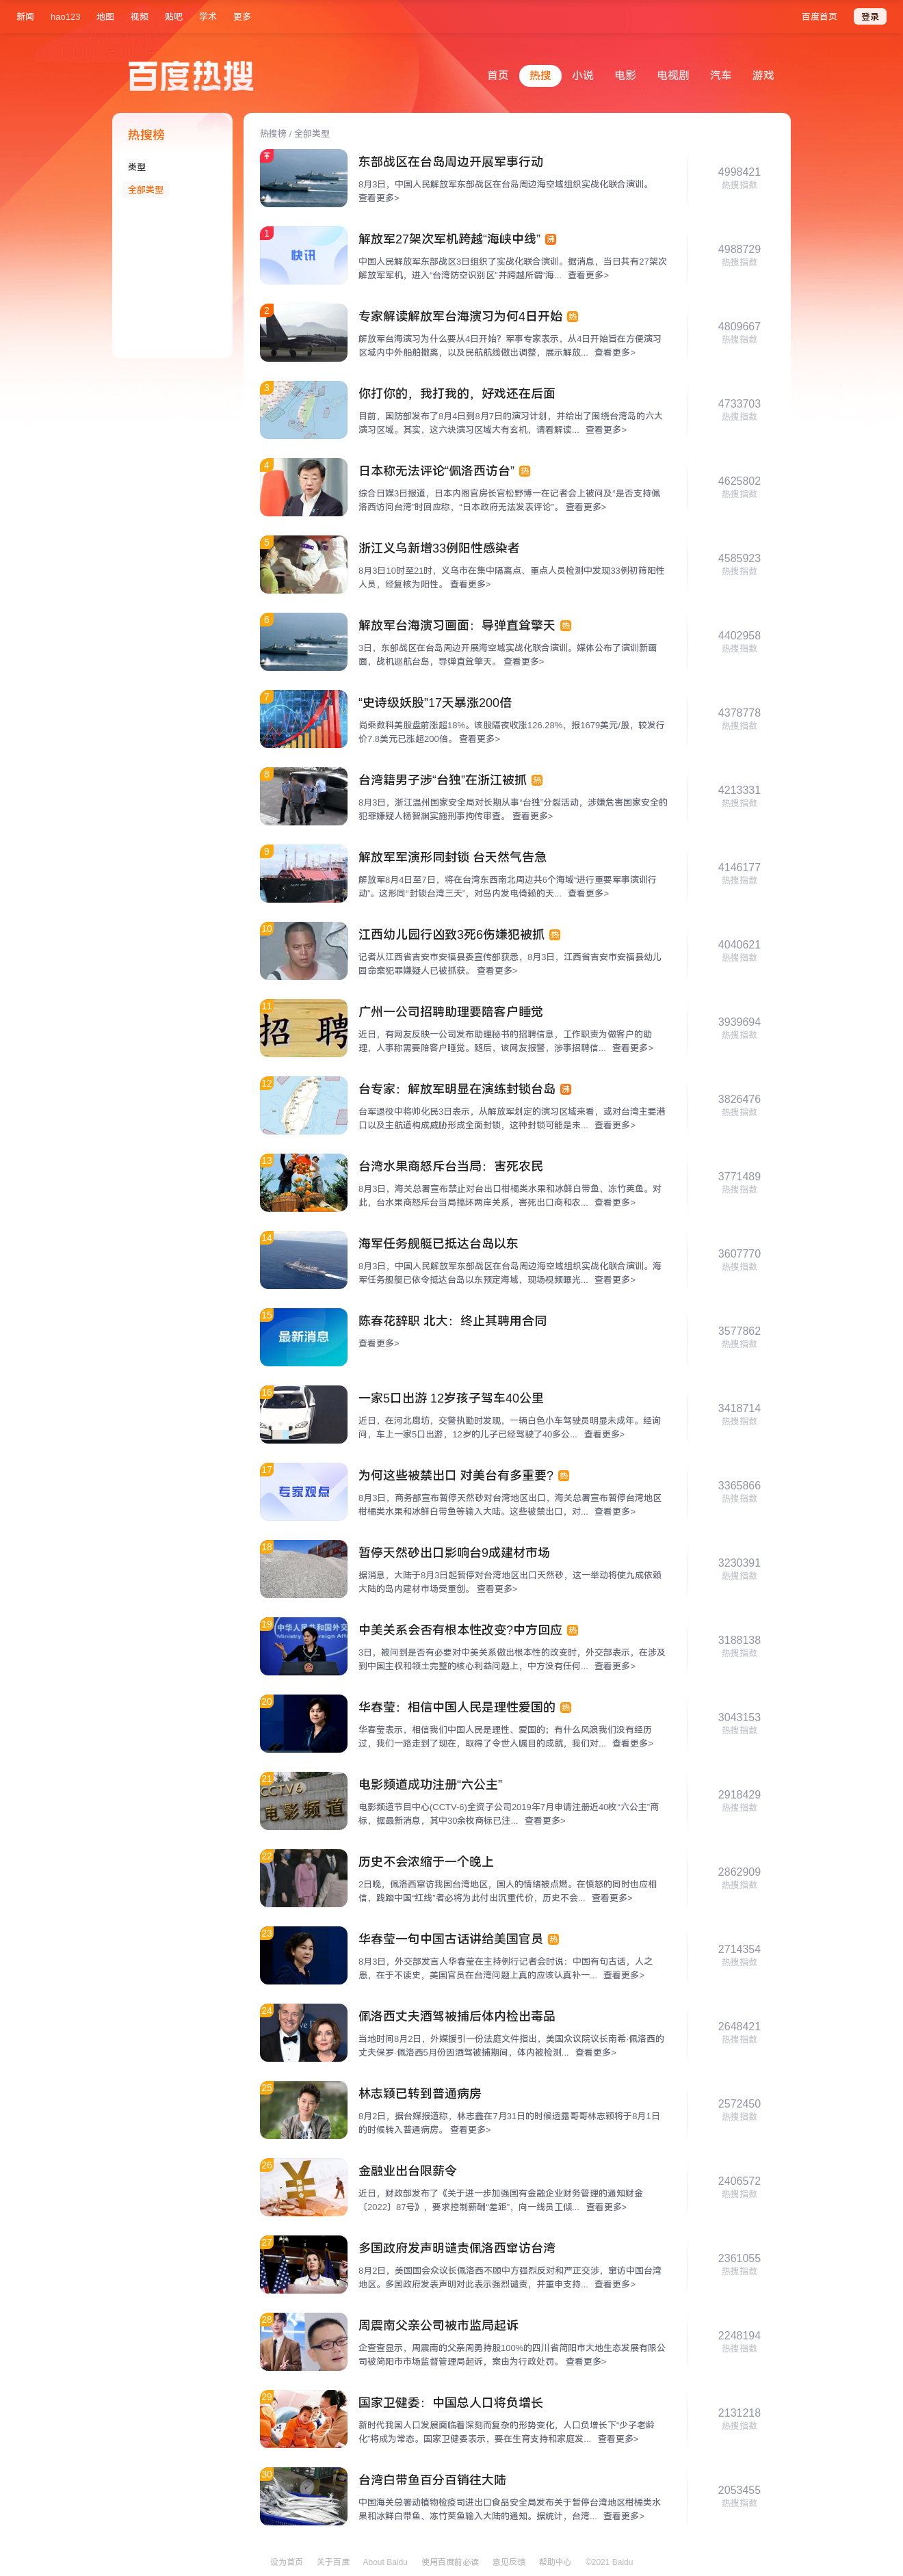 新闻 hao123 地图 视频 贴吧 学术 更多 百度首页 登录
百度热搜
首页 热搜 小说 电影 电视剧 汽车 游戏
热搜榜
类型
全部类型
热搜榜 / 全部类型
东部战区在台岛周边开展军事行动
8月3日，中国人民解放军东部战区在台岛周边海空域组织实战化联合演训。
查看更多>
4998421
热搜指数
1
快讯
解放军27架次军机跨越“海峡中线” 沸
中国人民解放军东部战区3日组织了实战化联合演训。据消息，当日共有27架次
解放军军机，进入“台湾防空识别区”并跨越所谓“海... 查看更多>
4988729
热搜指数
2
专家解读解放军台海演习为何4日开始 热
解放军台海演习为什么要从4日开始？军事专家表示，从4日开始旨在方便演习
区域内中外船舶撤离，以及民航航线做出调整，展示解放... 查看更多>
4809667
热搜指数
3
你打你的，我打我的，好戏还在后面
目前，国防部发布了8月4日到8月7日的演习计划，并给出了围绕台湾岛的六大
演习区域。其实，这六块演习区域大有玄机，请看解读... 查看更多>
4733703
热搜指数
4
日本称无法评论“佩洛西访台” 热
综合日媒3日报道，日本内阁官房长官松野博一在记者会上被问及“是否支持佩
洛西访问台湾”时回应称，“日本政府无法发表评论”。 查看更多>
4625802
热搜指数
5
浙江义乌新增33例阳性感染者
8月3日10时至21时，义乌市在集中隔离点、重点人员检测中发现33例初筛阳性
人员，经复核为阳性。 查看更多>
4585923
热搜指数
6
解放军台海演习画面：导弹直耸擎天 热
3日，东部战区在台岛周边开展海空域实战化联合演训。媒体公布了演训新画
面，战机巡航台岛，导弹直耸擎天。 查看更多>
4402958
热搜指数
7
“史诗级妖股”17天暴涨200倍
尚乘数科美股盘前涨超18%。该股隔夜收涨126.28%，报1679美元/股，较发行
价7.8美元已涨超200倍。 查看更多>
4378778
热搜指数
8
台湾籍男子涉“台独”在浙江被抓 热
8月3日，浙江温州国家安全局对长期从事“台独”分裂活动，涉嫌危害国家安全的
犯罪嫌疑人杨智渊实施刑事拘传审查。 查看更多>
4213331
热搜指数
9
解放军军演形同封锁 台天然气告急
解放军8月4日至7日，将在台湾东西南北周边共6个海域“进行重要军事演训行
动”。这形同“封锁台湾三天”，对岛内发电倚赖的天... 查看更多>
4146177
热搜指数
10
江西幼儿园行凶致3死6伤嫌犯被抓 热
记者从江西省吉安市安福县委宣传部获悉，8月3日，江西省吉安市安福县幼儿
园命案犯罪嫌疑人已被抓获。 查看更多>
4040621
热搜指数
11
招聘
广州一公司招聘助理要陪客户睡觉
近日，有网友反映一公司发布助理秘书的招聘信息，工作职责为做客户的助
理，人事称需要陪客户睡觉。随后，该网友报警，涉事招聘信... 查看更多>
3939694
热搜指数
12
台专家：解放军明显在演练封锁台岛 沸
台军退役中将帅化民3日表示，从解放军划定的演习区域来看，或对台湾主要港
口以及主航道构成威胁形成全面封锁，这种封锁可能是未... 查看更多>
3826476
热搜指数
13
台湾水果商怒斥台当局：害死农民
8月3日，海关总署宣布禁止对台出口柑橘类水果和冰鲜白带鱼、冻竹荚鱼。对
此，台水果商怒斥台当局搞坏两岸关系，害死出口商和农... 查看更多>
3771489
热搜指数
14
海军任务舰艇已抵达台岛以东
8月3日，中国人民解放军东部战区在台岛周边海空域组织实战化联合演训。海
军任务舰艇已依令抵达台岛以东预定海域，现场视频曝光... 查看更多>
3607770
热搜指数
15
最新消息
陈春花辞职 北大：终止其聘用合同
查看更多>
3577862
热搜指数
16
一家5口出游 12岁孩子驾车40公里
近日，在河北廊坊，交警执勤时发现，一辆白色小车驾驶员明显未成年。经询
问，车上一家5口出游，12岁的儿子已经驾驶了40多公... 查看更多>
3418714
热搜指数
17
专家观点
为何这些被禁出口 对美台有多重要? 热
8月3日，商务部宣布暂停天然砂对台湾地区出口，海关总署宣布暂停台湾地区
柑橘类水果和冰鲜白带鱼等输入大陆。这些被禁出口，对... 查看更多>
3365866
热搜指数
18
暂停天然砂出口影响台9成建材市场
据消息，大陆于8月3日起暂停对台湾地区出口天然砂，这一举动将使九成依赖
大陆的岛内建材市场受重创。 查看更多>
3230391
热搜指数
19
中美关系会否有根本性改变?中方回应 热
3日，被问到是否有必要对中美关系做出根本性的改变时，外交部表示，在涉及
到中国主权和领土完整的核心利益问题上，中方没有任何... 查看更多>
3188138
热搜指数
20
华春莹：相信中国人民是理性爱国的 热
华春莹表示，相信我们中国人民是理性、爱国的；有什么风浪我们没有经历
过，我们一路走到了现在，取得了令世人瞩目的成就，我们对... 查看更多>
3043153
热搜指数
21
CCTV6
电影频道
电影频道成功注册“六公主”
电影频道节目中心(CCTV-6)全资子公司2019年7月申请注册近40枚“六公主”商
标，据最新消息，其中30余枚商标已注... 查看更多>
2918429
热搜指数
22
历史不会浓缩于一个晚上
2日晚，佩洛西窜访我国台湾地区，国人的情绪被点燃。在愤怒的同时也应相
信，践踏中国“红线”者必将为此付出沉重代价，历史不会... 查看更多>
2862909
热搜指数
23
华春莹一句中国古话讲给美国官员 热
8月3日，外交部发言人华春莹在主持例行记者会时说：中国有句古话，人之
患，在于不读史，美国官员在台湾问题上真的应该认真补一... 查看更多>
2714354
热搜指数
24
佩洛西丈夫酒驾被捕后体内检出毒品
当地时间8月2日，外媒援引一份法庭文件指出，美国众议院议长南希·佩洛西的
丈夫保罗·佩洛西5月份因酒驾被捕期间，体内被检测... 查看更多>
2648421
热搜指数
25
林志颖已转到普通病房
8月2日，据台媒报道称，林志鑫在7月31日的时候透露哥哥林志颖将于8月1日
的时候转入普通病房。 查看更多>
2572450
热搜指数
26
金融业出台限薪令
近日，财政部发布了《关于进一步加强国有金融企业财务管理的通知财金
〔2022〕87号》，要求控制薪酬“差距”，向一线员工倾... 查看更多>
2406572
热搜指数
27
多国政府发声明谴责佩洛西窜访台湾
8月2日，美国国会众议长佩洛西不顾中方强烈反对和严正交涉，窜访中国台湾
地区。多国政府发表声明对此表示强烈谴责，并重申支持... 查看更多>
2361055
热搜指数
28
周震南父亲公司被市监局起诉
企查查显示，周震南的父亲周勇持股100%的四川省简阳市大地生态发展有限公
司被简阳市市场监督管理局起诉，案由为行政处罚。 查看更多>
2248194
热搜指数
29
国家卫健委：中国总人口将负增长
新时代我国人口发展面临着深刻而复杂的形势变化，人口负增长下“少子老龄
化”将成为常态。国家卫健委表示，要在生育支持和家庭发... 查看更多>
2131218
热搜指数
30
台湾白带鱼百分百销往大陆
中国海关总署动植物检疫司进出口食品安全局发布关于暂停台湾地区柑橘类水
果和冰鲜白带鱼、冻竹荚鱼输入大陆的通知。据统计，台湾... 查看更多>
2053455
热搜指数
设为首页 关于百度 About Baidu 使用百度前必读 意见反馈 帮助中心 ©2021 Baidu